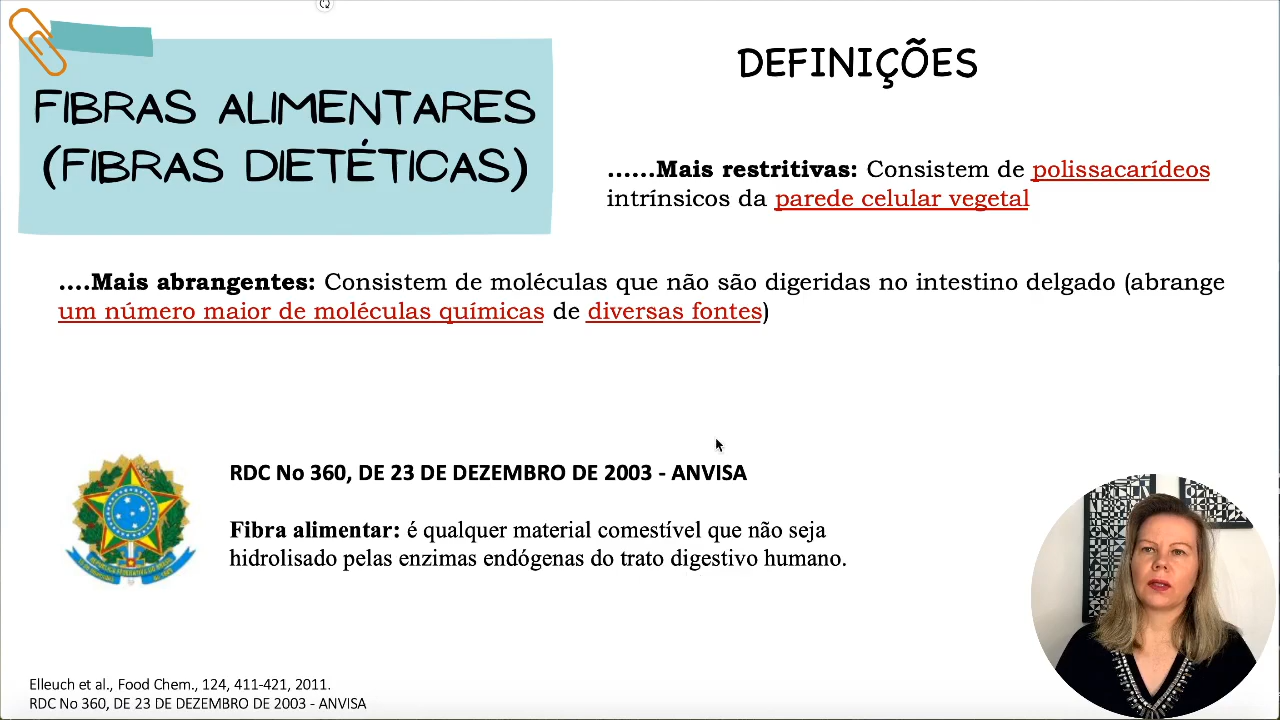 FIBRAS ALIMENTARES
(FIBRAS DIETÉTICAS)
DEFINIÇÕES
......Mais restritivas: Consistem de polissacarídeos
intrínsicos da parede celular vegetal
....Mais abrangentes: Consistem de moléculas que não são digeridas no intestino delgado (abrange
um número maior de moléculas químicas de diversas fontes)
RDC No 360, DE 23 DE DEZEMBRO DE 2003 - ANVISA
Fibra alimentar: é qualquer material comestível que não seja
hidrolisado pelas enzimas endógenas do trato digestivo humano.
Elleuch et al., Food Chem., 124, 411-421, 2011.
RDC No 360, DE 23 DE DEZEMBRO DE 2003 - ANVISA